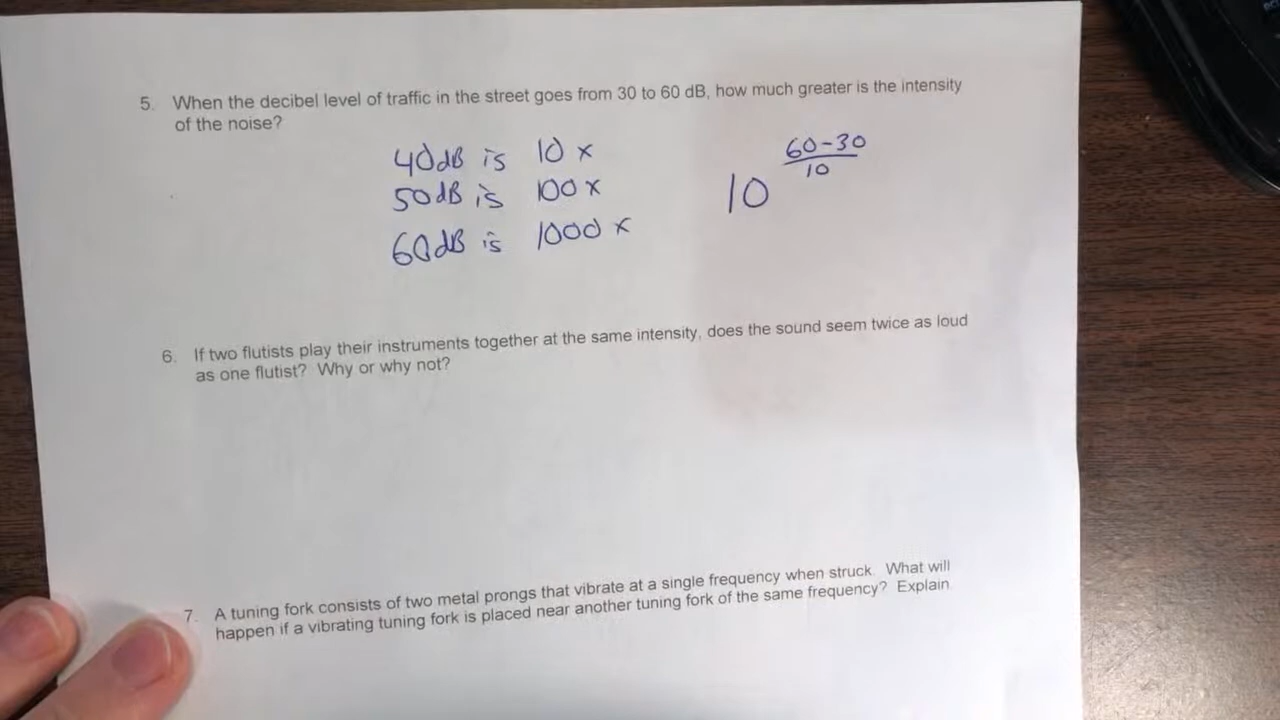 5. When the decibel level of traffic in the street goes from 30 to 60 dB, how much greater is the intensity
of the noise?
40dB is 10 x
50dB is 100 x
60dB is 1000 x
10
60-30
10
6. If two flutists play their instruments together at the same intensity, does the sound seem twice as loud
as one flutist? Why or why not?
7. A tuning fork consists of two metal prongs that vibrate at a single frequency when struck. What will
happen if a vibrating tuning fork is placed near another tuning fork of the same frequency? Explain.